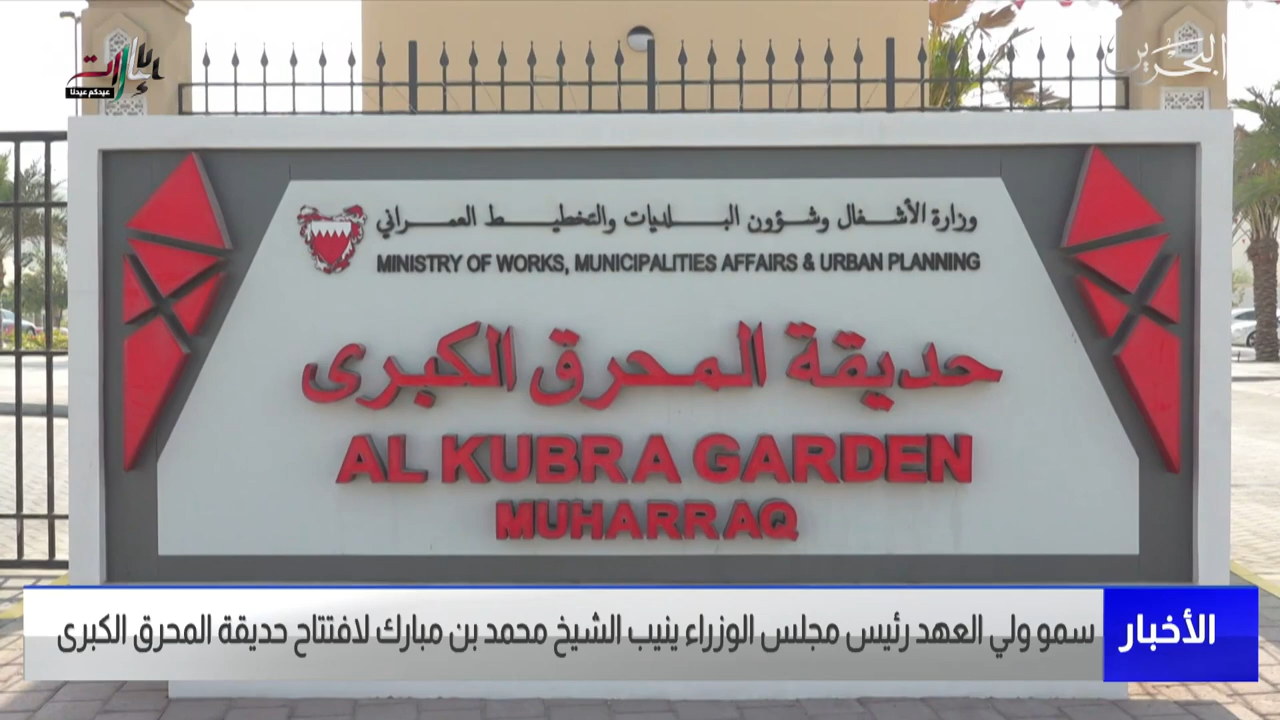 الإمارات
عيدكم عيدنا
البحرين
وزارة الأشغال وشؤون البلديات والتخطيط العمراني
MINISTRY OF WORKS, MUNICIPALITIES AFFAIRS & URBAN PLANNING
حديقة المحرق الكبرى
AL KUBRA GARDEN
MUHARRAQ
الأخبار
سمو ولي العهد رئيس مجلس الوزراء ينيب الشيخ محمد بن مبارك لافتتاح حديقة المحرق الكبرى